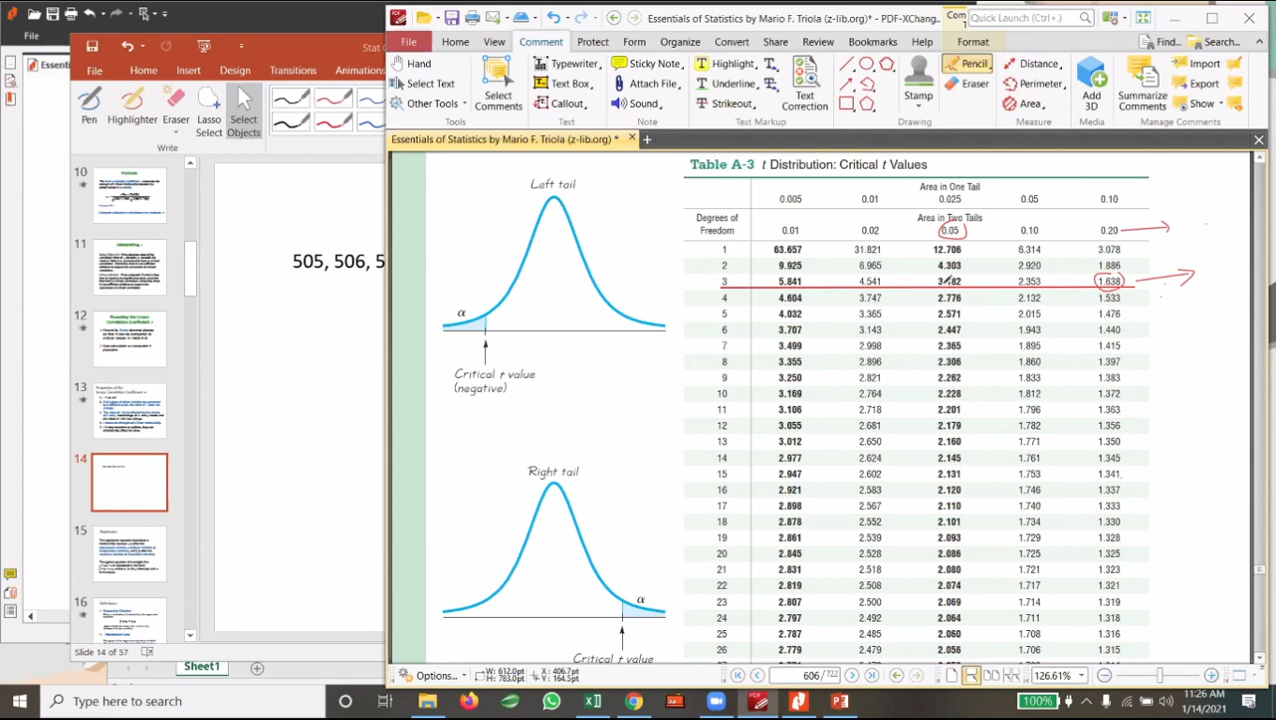 Essentials of Statistics by Mario F. Triola (z-lib.org)* - PDF-XChang...
Quick Launch (Ctrl+.)
File
Essenti
Stat C
File Home Insert Design Transitions Animations
Pen Highlighter Eraser Lasso Select Select Objects
Write
File Home View Comment Protect Form Organize Convert Share Review Bookmarks Help Format Find... Search...
Hand Typewriter Sticky Note Highlight Pencil Distance Import
Select Text Text Box Attach File Underline Eraser Perimeter Export
Other Tools Callout Sound Strikeout Area Show
Select Comments Text Correction Stamp Add 3D Summarize Comments
Tools Text Notes Text Markup Drawing Measure Media Manage Comments
Essentials of Statistics by Mario F. Triola (z-lib.org) *
10
11
12
13
14
15
16
505, 506, 5
Left tail
α
Critical t value
(negative)
Right tail
α
Critical t value
Table A-3 t Distribution: Critical t Values
Area in One Tail
0.005 0.01 0.025 0.05 0.10
Degrees of Freedom
Area in Two Tails
0.01 0.02 0.05 0.10 0.20
1 63.657 31.821 12.706 6.314 3.078
2 9.925 6.965 4.303 2.920 1.886
3 5.841 4.541 2.353 1.638
4 4.604 3.747 2.776 2.132 1.533
5 4.032 3.365 2.571 2.015 1.476
6 3.707 3.143 2.447 1.943 1.440
7 3.499 2.998 2.365 1.895 1.415
8 3.355 2.896 2.306 1.860 1.397
9 3.250 2.821 2.262 1.833 1.383
10 3.169 2.764 2.228 1.812 1.372
11 3.106 2.718 2.201 1.796 1.363
12 3.055 2.681 2.179 1.782 1.356
13 3.012 2.650 2.160 1.771 1.350
14 2.977 2.624 2.145 1.761 1.345
15 2.947 2.602 2.131 1.753 1.341
16 2.921 2.583 2.120 1.746 1.337
17 2.898 2.567 2.110 1.740 1.333
18 2.878 2.552 2.101 1.734 1.330
19 2.861 2.539 2.093 1.729 1.328
20 2.845 2.528 2.086 1.725 1.325
21 2.831 2.518 2.080 1.721 1.323
22 2.819 2.508 2.074 1.717 1.321
23 2.807 2.500 2.069 1.714 1.319
24 2.797 2.492 2.064 1.711 1.318
25 2.787 2.485 2.060 1.708 1.316
26 2.779 2.479 2.056 1.706 1.315
Slide 14 of 57
Sheet1
Options...
W: 612.0pt
H: 783.0pt
X: 406.7pt
Y: 164.5pt
606 / 722
126.61%
Type here to search
100%
11:26 AM
1/14/2021